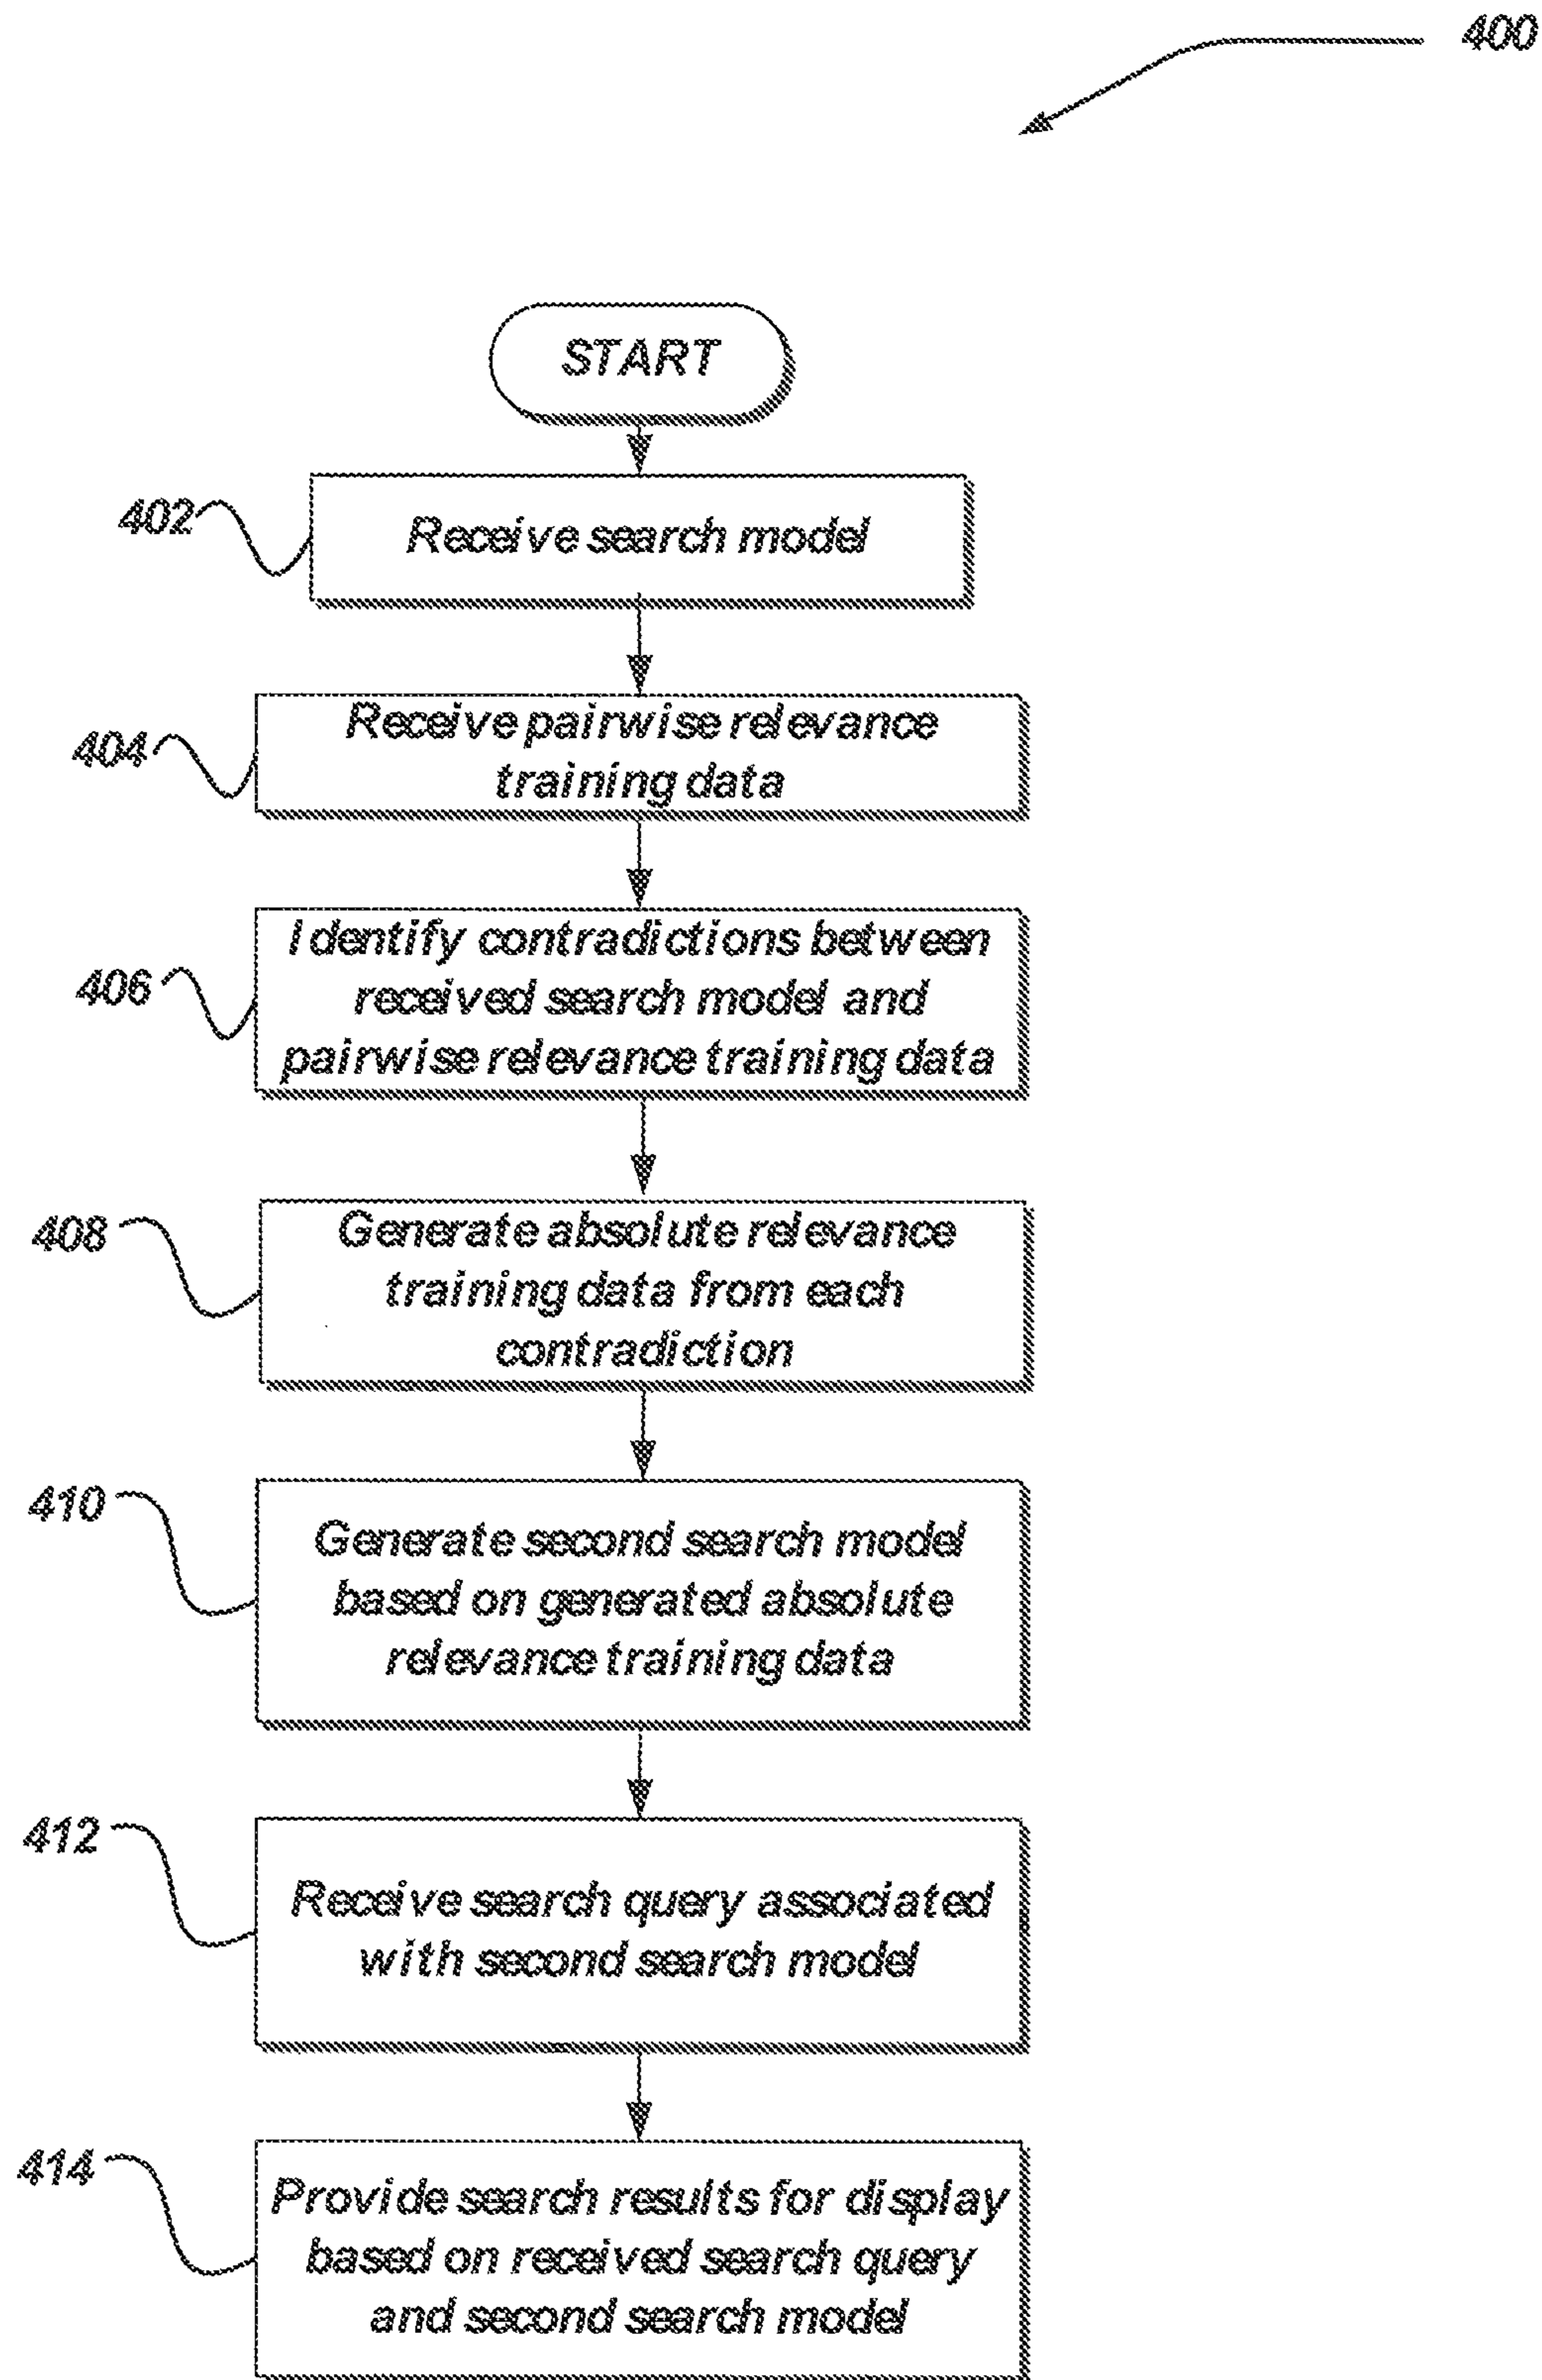 400
START
402
Receive search model
404
Receive pairwise relevance
training data
406
Identify contradictions between
received search model and
pairwise relevance training data
408
Generate absolute relevance
training data from each
contradiction
410
Generate second search model
based on generated absolute
relevance training data
412
Receive search query associated
with second search model
414
Provide search results for display
based on received search query
and second search model